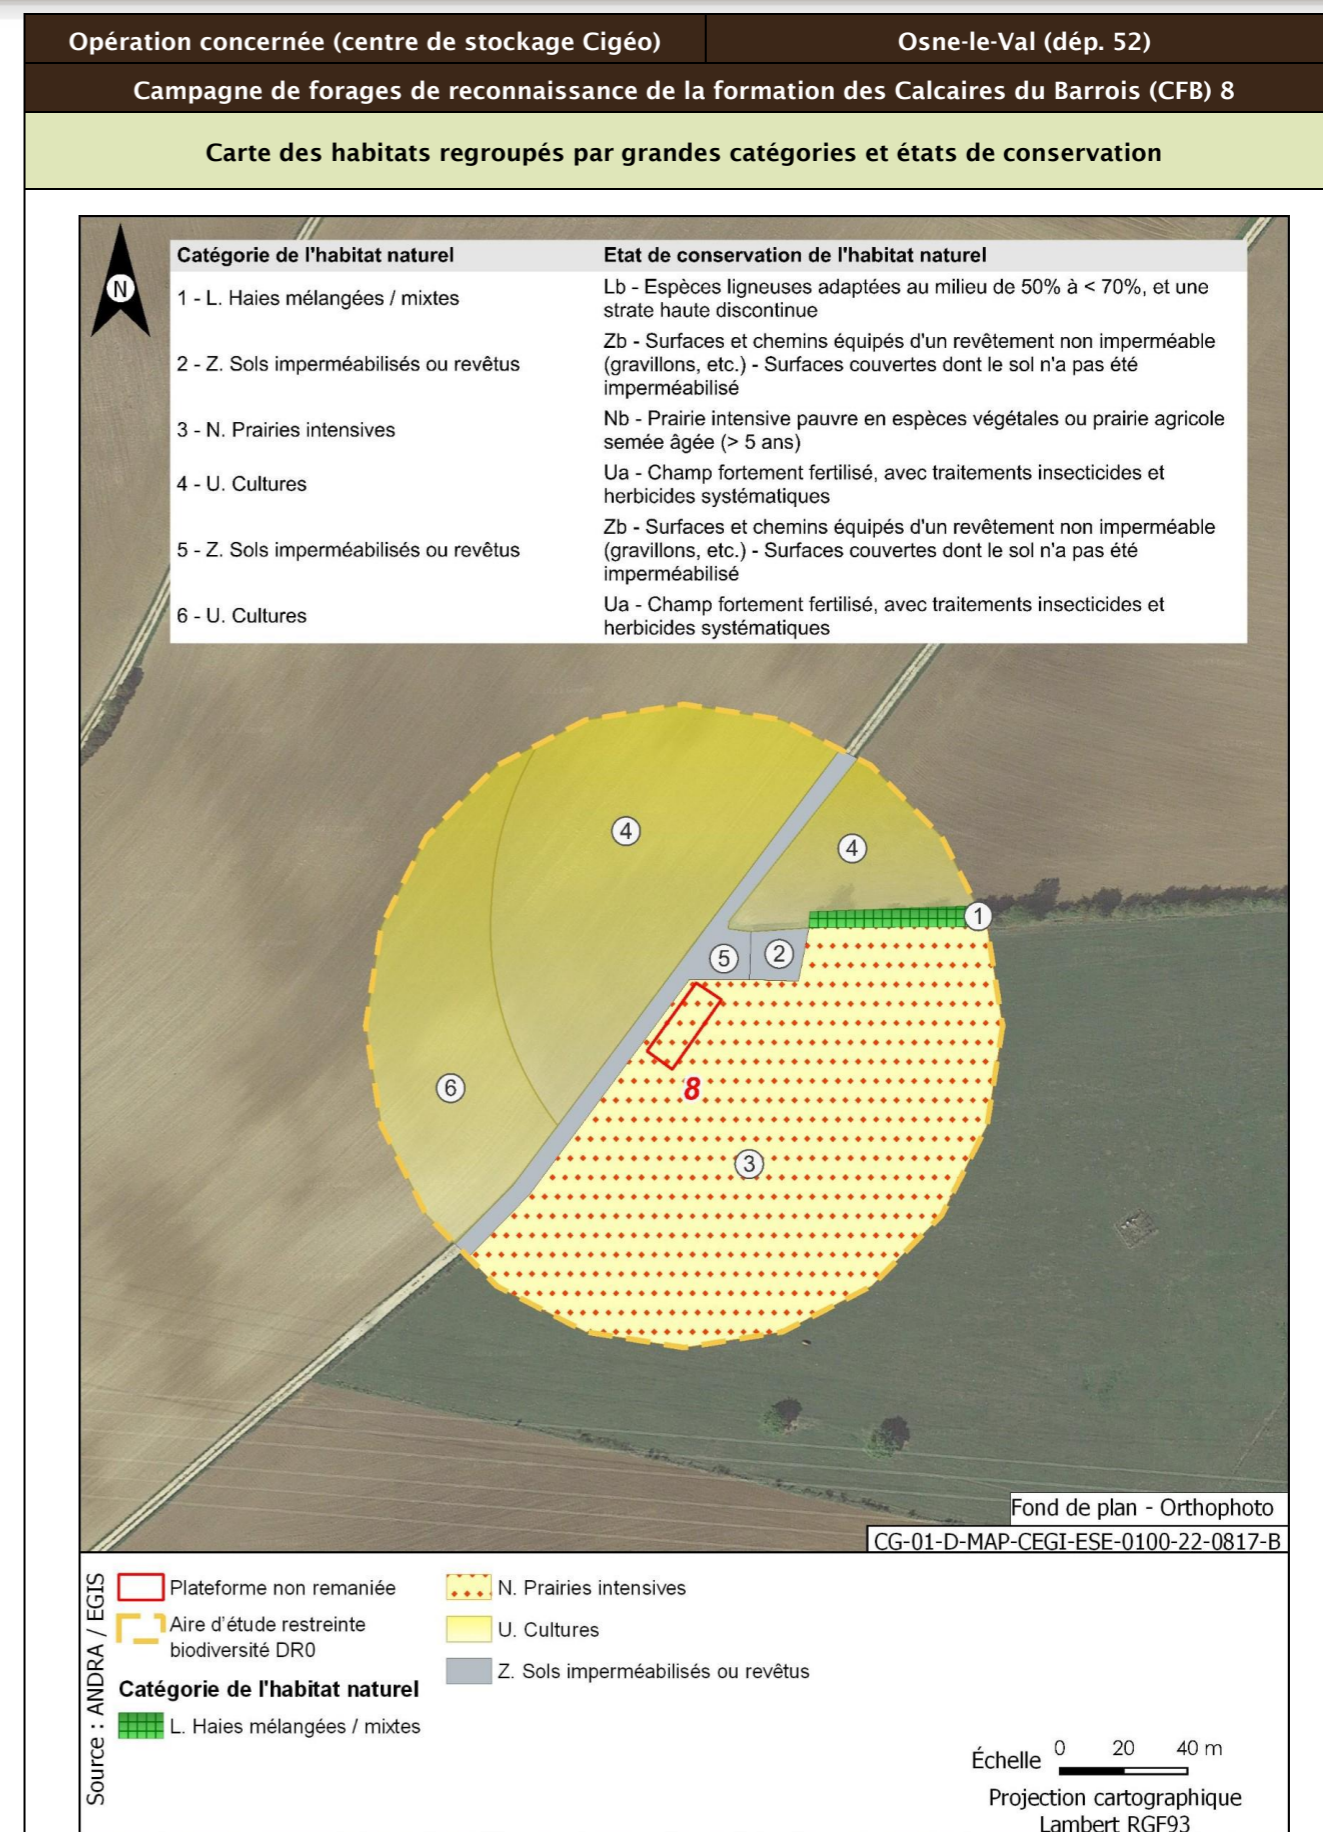 Opération concernée (centre de stockage Cigéo)
Osne-le-Val (dép. 52)
Campagne de forages de reconnaissance de la formation des Calcaires du Barrois (CFB) 8
Carte des habitats regroupés par grandes catégories et états de conservation
N
Catégorie de l'habitat naturel
Etat de conservation de l'habitat naturel
1 - L. Haies mélangées / mixtes
Lb - Espèces ligneuses adaptées au milieu de 50% à < 70%, et une
strate haute discontinue
2 - Z. Sols imperméabilisés ou revêtus
Zb - Surfaces et chemins équipés d'un revêtement non imperméable
(gravillons, etc.) - Surfaces couvertes dont le sol n'a pas été
imperméabilisé
3 - N. Prairies intensives
Nb - Prairie intensive pauvre en espèces végétales ou prairie agricole
semée âgée (> 5 ans)
4 - U. Cultures
Ua - Champ fortement fertilisé, avec traitements insecticides et
herbicides systématiques
5 - Z. Sols imperméabilisés ou revêtus
Zb - Surfaces et chemins équipés d'un revêtement non imperméable
(gravillons, etc.) - Surfaces couvertes dont le sol n'a pas été
imperméabilisé
6 - U. Cultures
Ua - Champ fortement fertilisé, avec traitements insecticides et
herbicides systématiques
4
4
1
5
2
8
6
3
Fond de plan - Orthophoto
CG-01-D-MAP-CEGI-ESE-0100-22-0817-B
Source : ANDRA / EGIS
Plateforme non remaniée
Aire d'étude restreinte
biodiversité DR0
Catégorie de l'habitat naturel
L. Haies mélangées / mixtes
N. Prairies intensives
U. Cultures
Z. Sols imperméabilisés ou revêtus
Échelle
0 20 40 m
Projection cartographique
Lambert RGF93